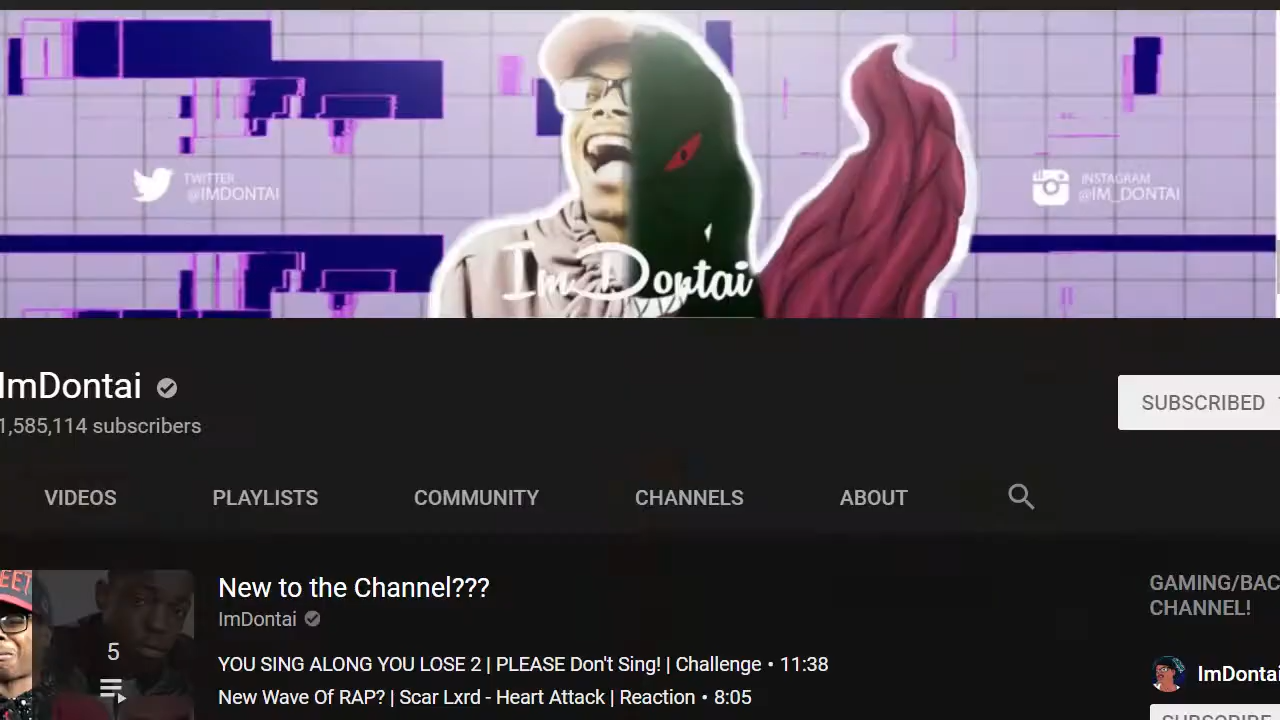 TWITTER
@IMDONTAI
INSTAGRAM
@IM_DONTAI
ImDontai
ImDontai
1,585,114 subscribers
SUBSCRIBED
VIDEOS
PLAYLISTS
COMMUNITY
CHANNELS
ABOUT
5
New to the Channel???
ImDontai
YOU SING ALONG YOU LOSE 2 | PLEASE Don't Sing! | Challenge • 11:38
New Wave Of RAP? | Scar Lxrd - Heart Attack | Reaction • 8:05
GAMING/BAC
CHANNEL!
ImDontai
SUBSCRIBE